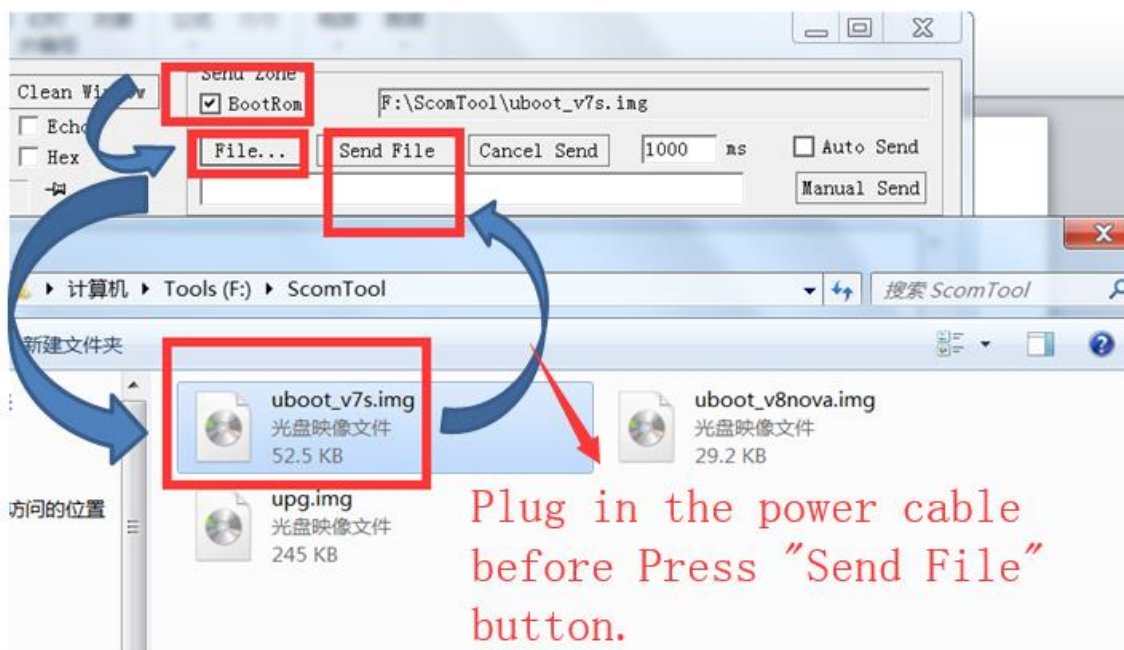 Send Zone
Clean Window
BootRom
F:\ScomTool\uboot_v7s.img
Echo
Hex
File...
Send File
Cancel Send
1000 ms
Auto Send
Manual Send
计算机 Tools (F:) ScomTool
搜索 ScomTool
新建文件夹
uboot_v7s.img
光盘映像文件
52.5 KB
uboot_v8nova.img
光盘映像文件
29.2 KB
访问的位置
upg.img
光盘映像文件
245 KB
Plug in the power cable
before Press "Send File"
button.